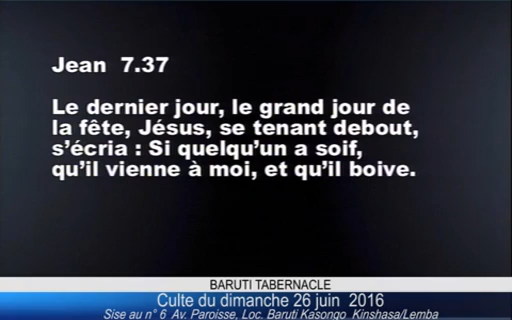 Jean 7.37
Le dernier jour, le grand jour de
la fête, Jésus, se tenant debout,
s'écria : Si quelqu'un a soif,
qu'il vienne à moi, et qu'il boive.
BARUTI TABERNACLE
Culte du dimanche 26 juin 2016
Sise au n° 6 Av. Paroisse, Loc. Baruti Kasongo Kinshasa/Lemba